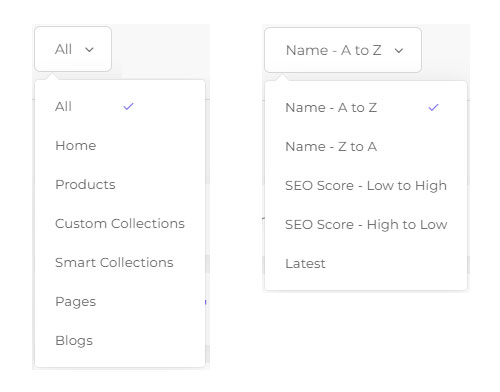 All
All
Home
Products
Custom Collections
Smart Collections
Pages
Blogs
Name - A to Z
Name - A to Z
Name - Z to A
SEO Score - Low to High
SEO Score - High to Low
Latest